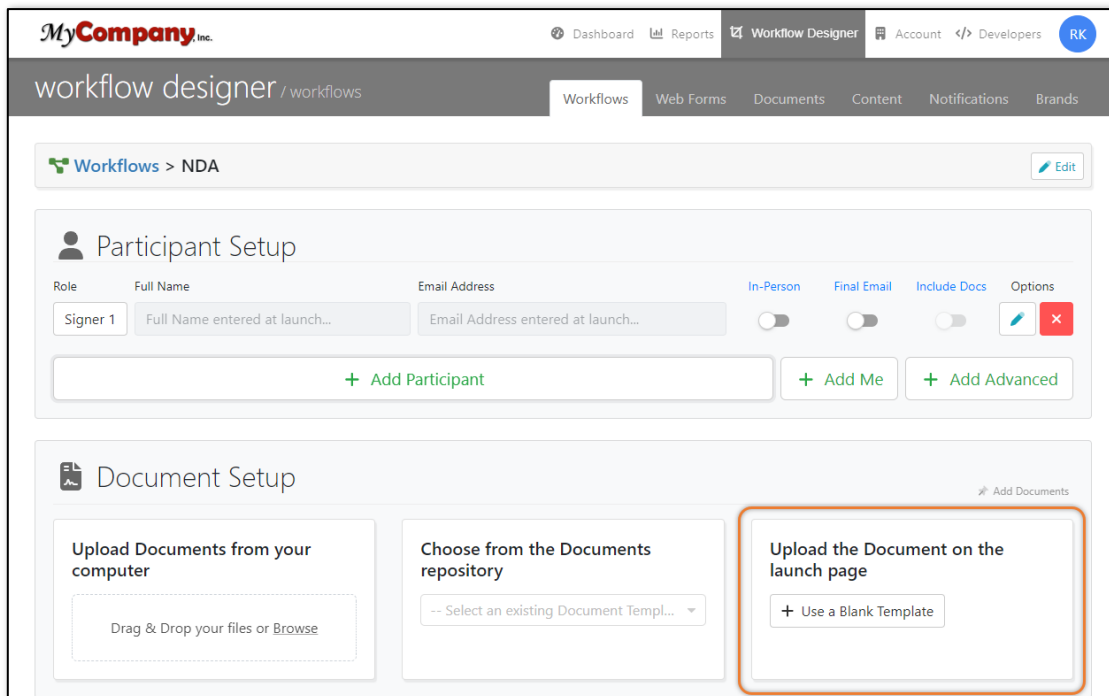 MyCompany, Inc.
Dashboard Reports Workflow Designer Account </> Developers RK
workflow designer / workflows
Workflows Web Forms Documents Content Notifications Brands
Workflows > NDA Edit
Participant Setup
Role Full Name Email Address In-Person Final Email Include Docs Options
Signer 1 Full Name entered at launch... Email Address entered at launch...
+ Add Participant + Add Me + Add Advanced
Document Setup
Add Documents
Upload Documents from your
computer
Drag & Drop your files or Browse
Choose from the Documents
repository
-- Select an existing Document Templ...
Upload the Document on the
launch page
+ Use a Blank Template